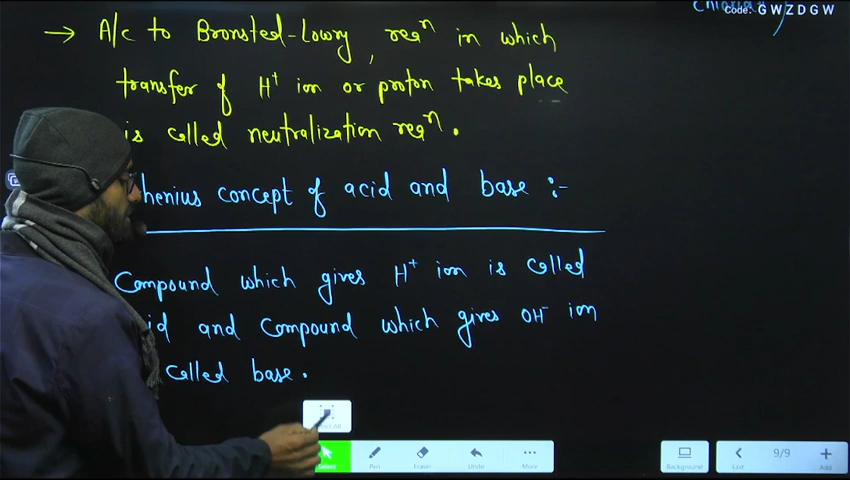 Code: G W Z D G W
→ A/c to Bronsted-Lowry, reaⁿ in which
transfer of H⁺ ion or proton takes place
is called neutralization reaⁿ.
henius concept of acid and base :-
Compound which gives H⁺ ion is called
id and compound which gives OH⁻ ion
called base.
Select
Pen
Eraser
Undo
More
Background
List
9/9
Add